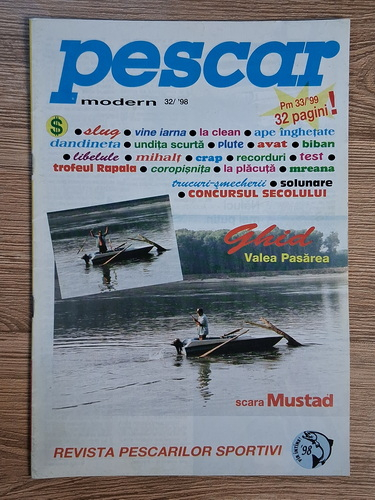 pescar
modern 32/ '98
Pm 33/'99
32 pagini!
$ • slug • vine iarna • la clean • ape înghețate
dandineta • undița scurtă • plute • avat • biban
• libelule • mihalț • crap • recorduri • test •
trofeul Rapala • coropișnița • la plăcuță • mreana
trucuri-șmecherii • solunare
• CONCURSUL SECOLULUI
Ghid
Valea Pasărea
scara Mustad
REVISTA PESCARILOR SPORTIVI
'98